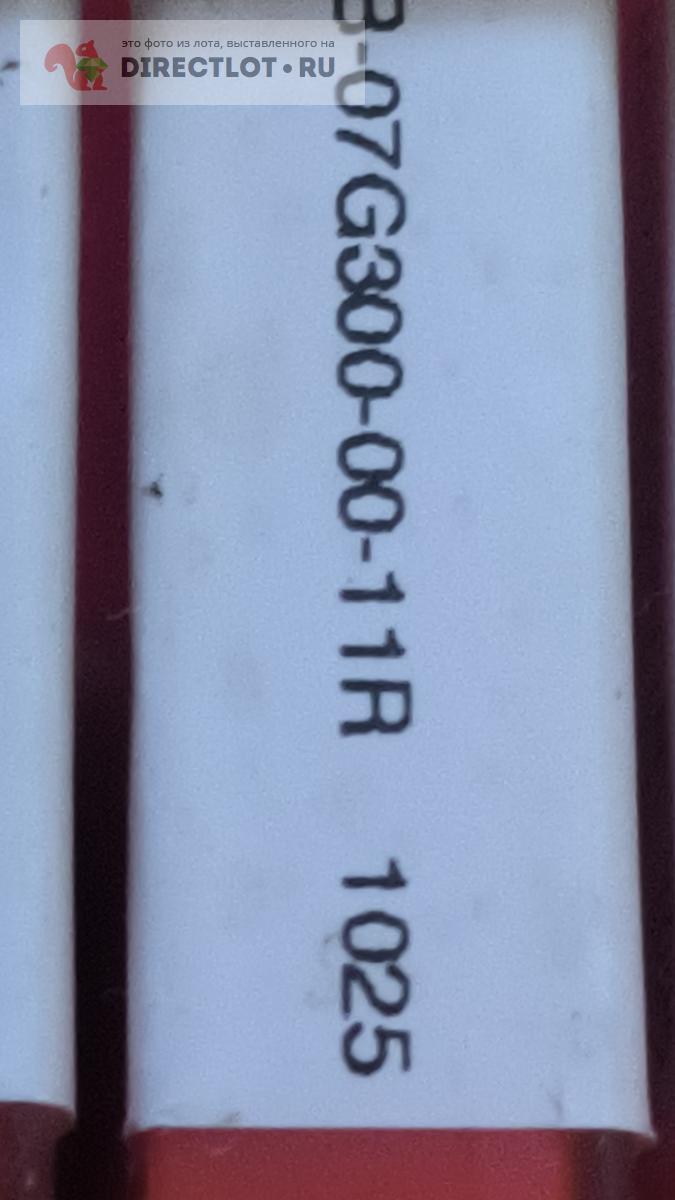 это фото из лота, выставленного на
DIRECTLOT•RU
B-07G300-00-11R 1025